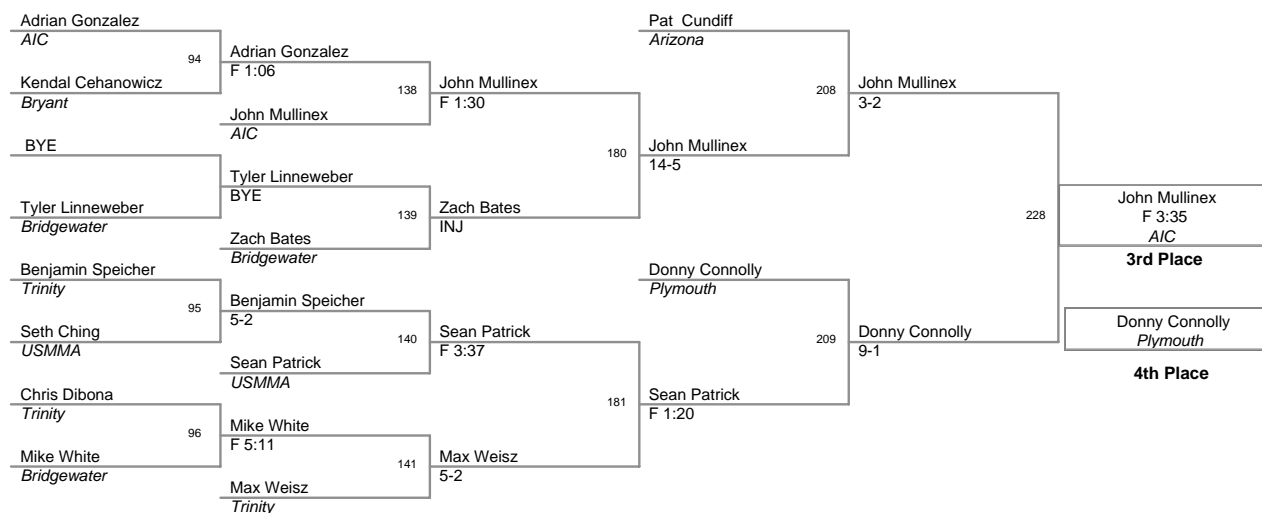 Adrian Gonzalez
AIC
94
Kendal Cehanowicz
Bryant
BYE
Tyler Linneweber
Bridgewater
Benjamin Speicher
Trinity
95
Seth Ching
USMMA
Chris Dibona
Trinity
96
Mike White
Bridgewater
Adrian Gonzalez
F 1:06
138
John Mullinex
AIC
Tyler Linneweber
BYE
139
Zach Bates
Bridgewater
Benjamin Speicher
5-2
140
Sean Patrick
USMMA
Mike White
F 5:11
141
Max Weisz
Trinity
John Mullinex
F 1:30
180
Zach Bates
INJ
Sean Patrick
F 3:37
181
Max Weisz
5-2
Pat Cundiff
Arizona
208
John Mullinex
14-5
Donny Connolly
Plymouth
209
Sean Patrick
F 1:20
John Mullinex
3-2
228
Donny Connolly
9-1
John Mullinex
F 3:35
AIC
3rd Place
Donny Connolly
Plymouth
4th Place